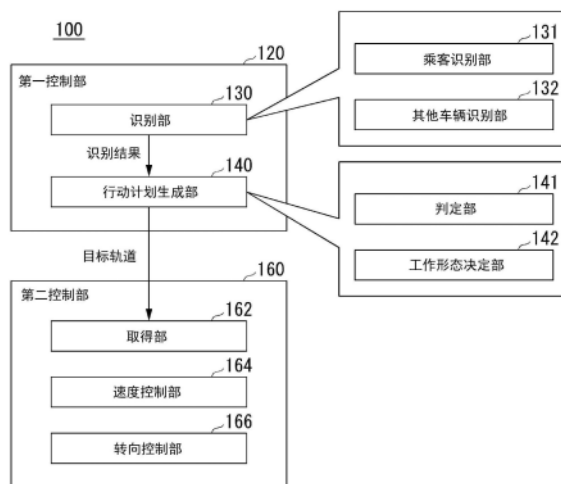 100
120
第一控制部
130
识别部
识别结果
140
行动计划生成部
131
乘客识别部
132
其他车辆识别部
141
判定部
142
工作形态决定部
目标轨道
160
第二控制部
162
取得部
164
速度控制部
166
转向控制部